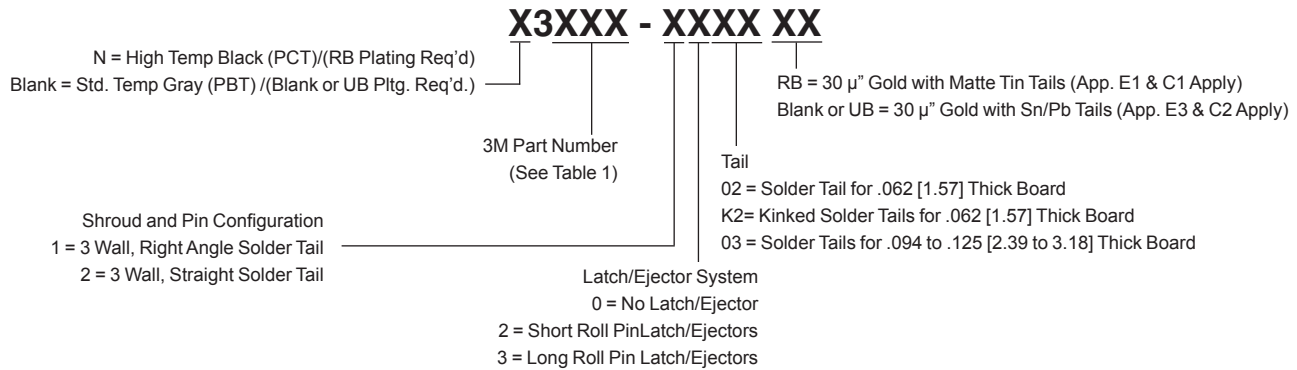 X3XXX - XXXX XX
N = High Temp Black (PCT)/(RB Plating Req’d)
Blank = Std. Temp Gray (PBT) /(Blank or UB Pltg. Req’d.)
RB = 30 µ” Gold with Matte Tin Tails (App. E1 & C1 Apply)
Blank or UB = 30 µ” Gold with Sn/Pb Tails (App. E3 & C2 Apply)
3M Part Number
(See Table 1)
Tail
02 = Solder Tail for .062 [1.57] Thick Board
K2= Kinked Solder Tails for .062 [1.57] Thick Board
03 = Solder Tails for .094 to .125 [2.39 to 3.18] Thick Board
Shroud and Pin Configuration
1 = 3 Wall, Right Angle Solder Tail
2 = 3 Wall, Straight Solder Tail
Latch/Ejector System
0 = No Latch/Ejector
2 = Short Roll PinLatch/Ejectors
3 = Long Roll Pin Latch/Ejectors